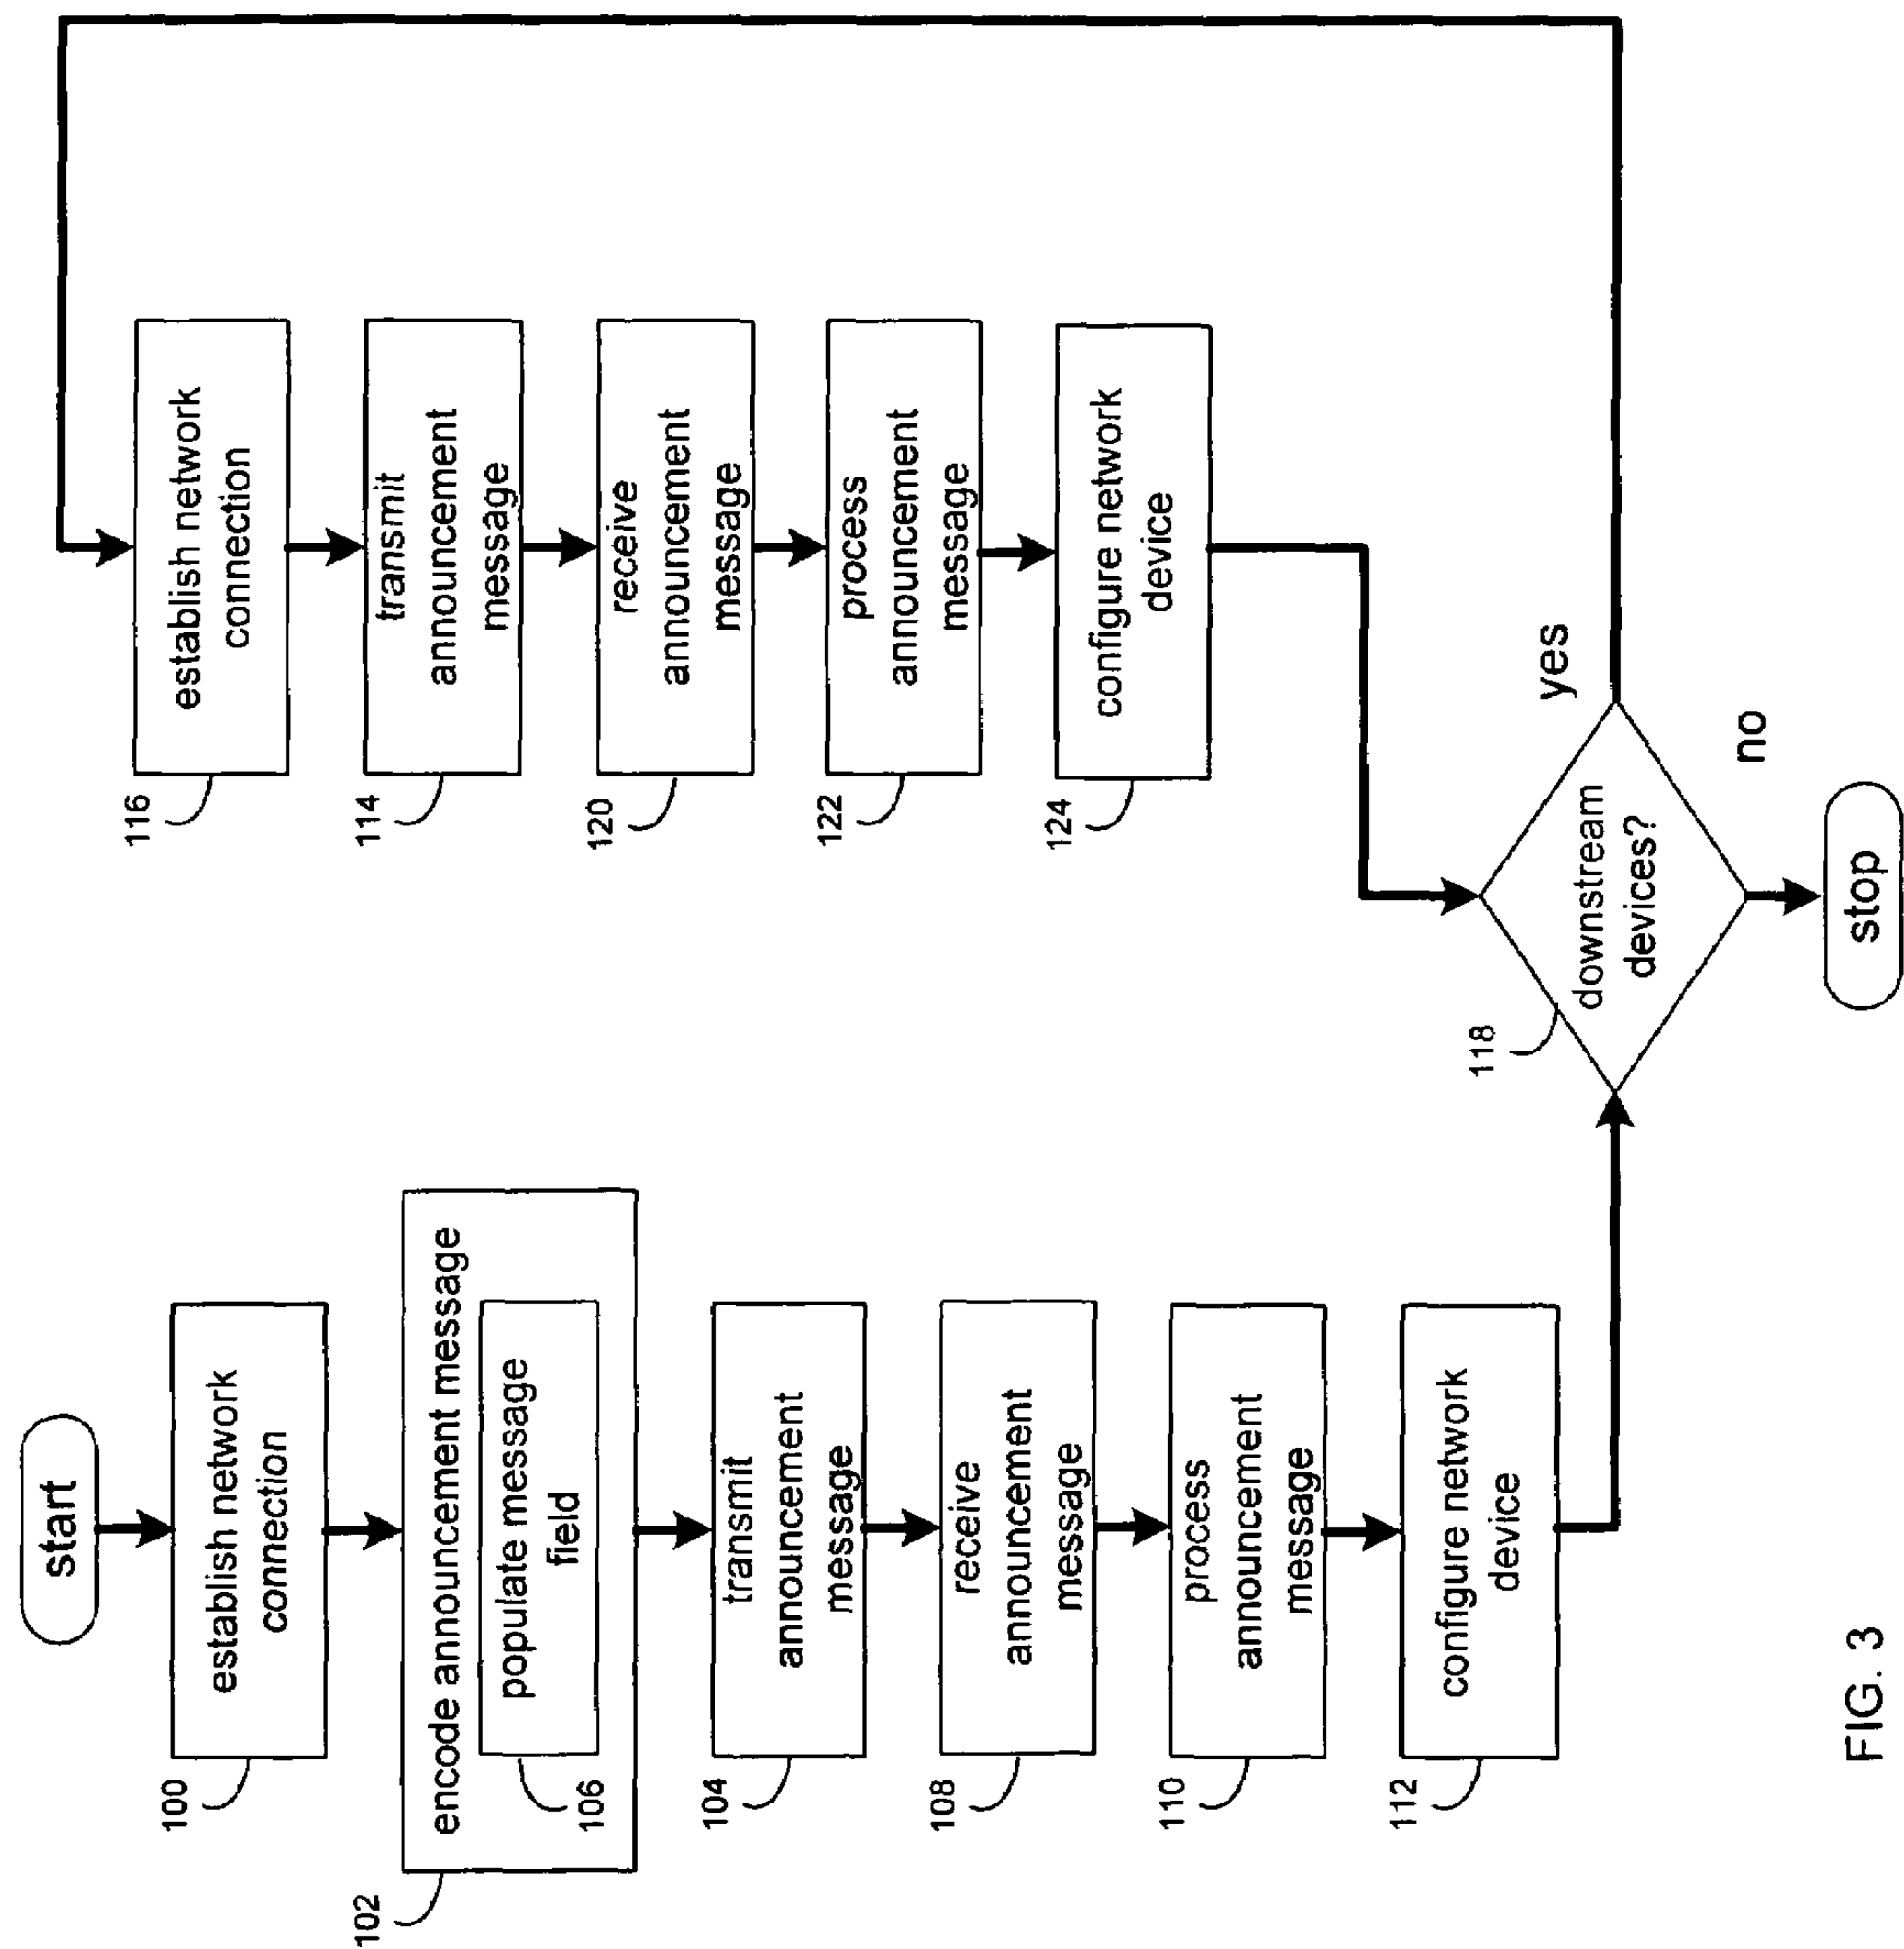 start
100
establish network
connection
102
encode announcement message
106
populate message
field
104
transmit
announcement
message
108
receive
announcement
message
110
process
announcement
message
112
configure network
device
116
establish network
connection
114
transmit
announcement
message
120
receive
announcement
message
122
process
announcement
message
124
configure network
device
118
downstream
devices?
yes
no
stop
FIG. 3